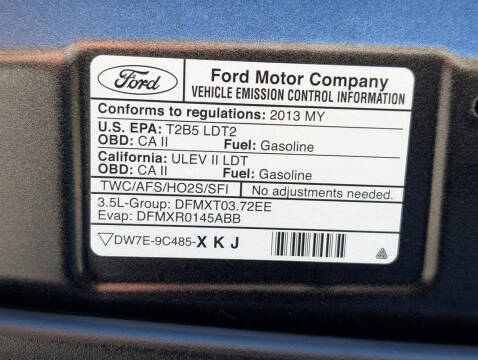 Ford
Ford Motor Company
VEHICLE EMISSION CONTROL INFORMATION
Conforms to regulations: 2013 MY
U.S. EPA: T2B5 LDT2
OBD: CA II Fuel: Gasoline
California: ULEV II LDT
OBD: CA II Fuel: Gasoline
TWC/AFS/HO2S/SFI No adjustments needed.
3.5L-Group: DFMXT03.72EE
Evap: DFMXR0145ABB
DW7E-9C485-X K J